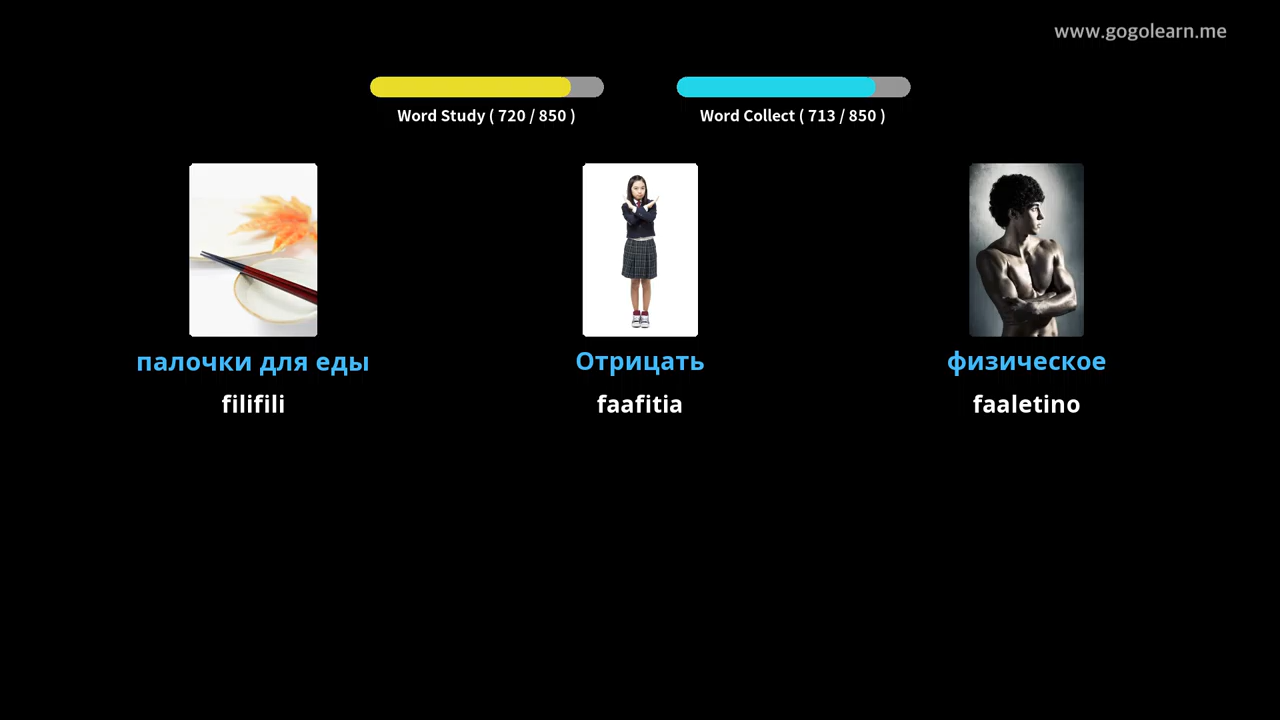 www.gogolearn.me
Word Study ( 720 / 850 )
Word Collect ( 713 / 850 )
палочки для еды
Отрицать
физическое
filifili
faafitia
faaletino